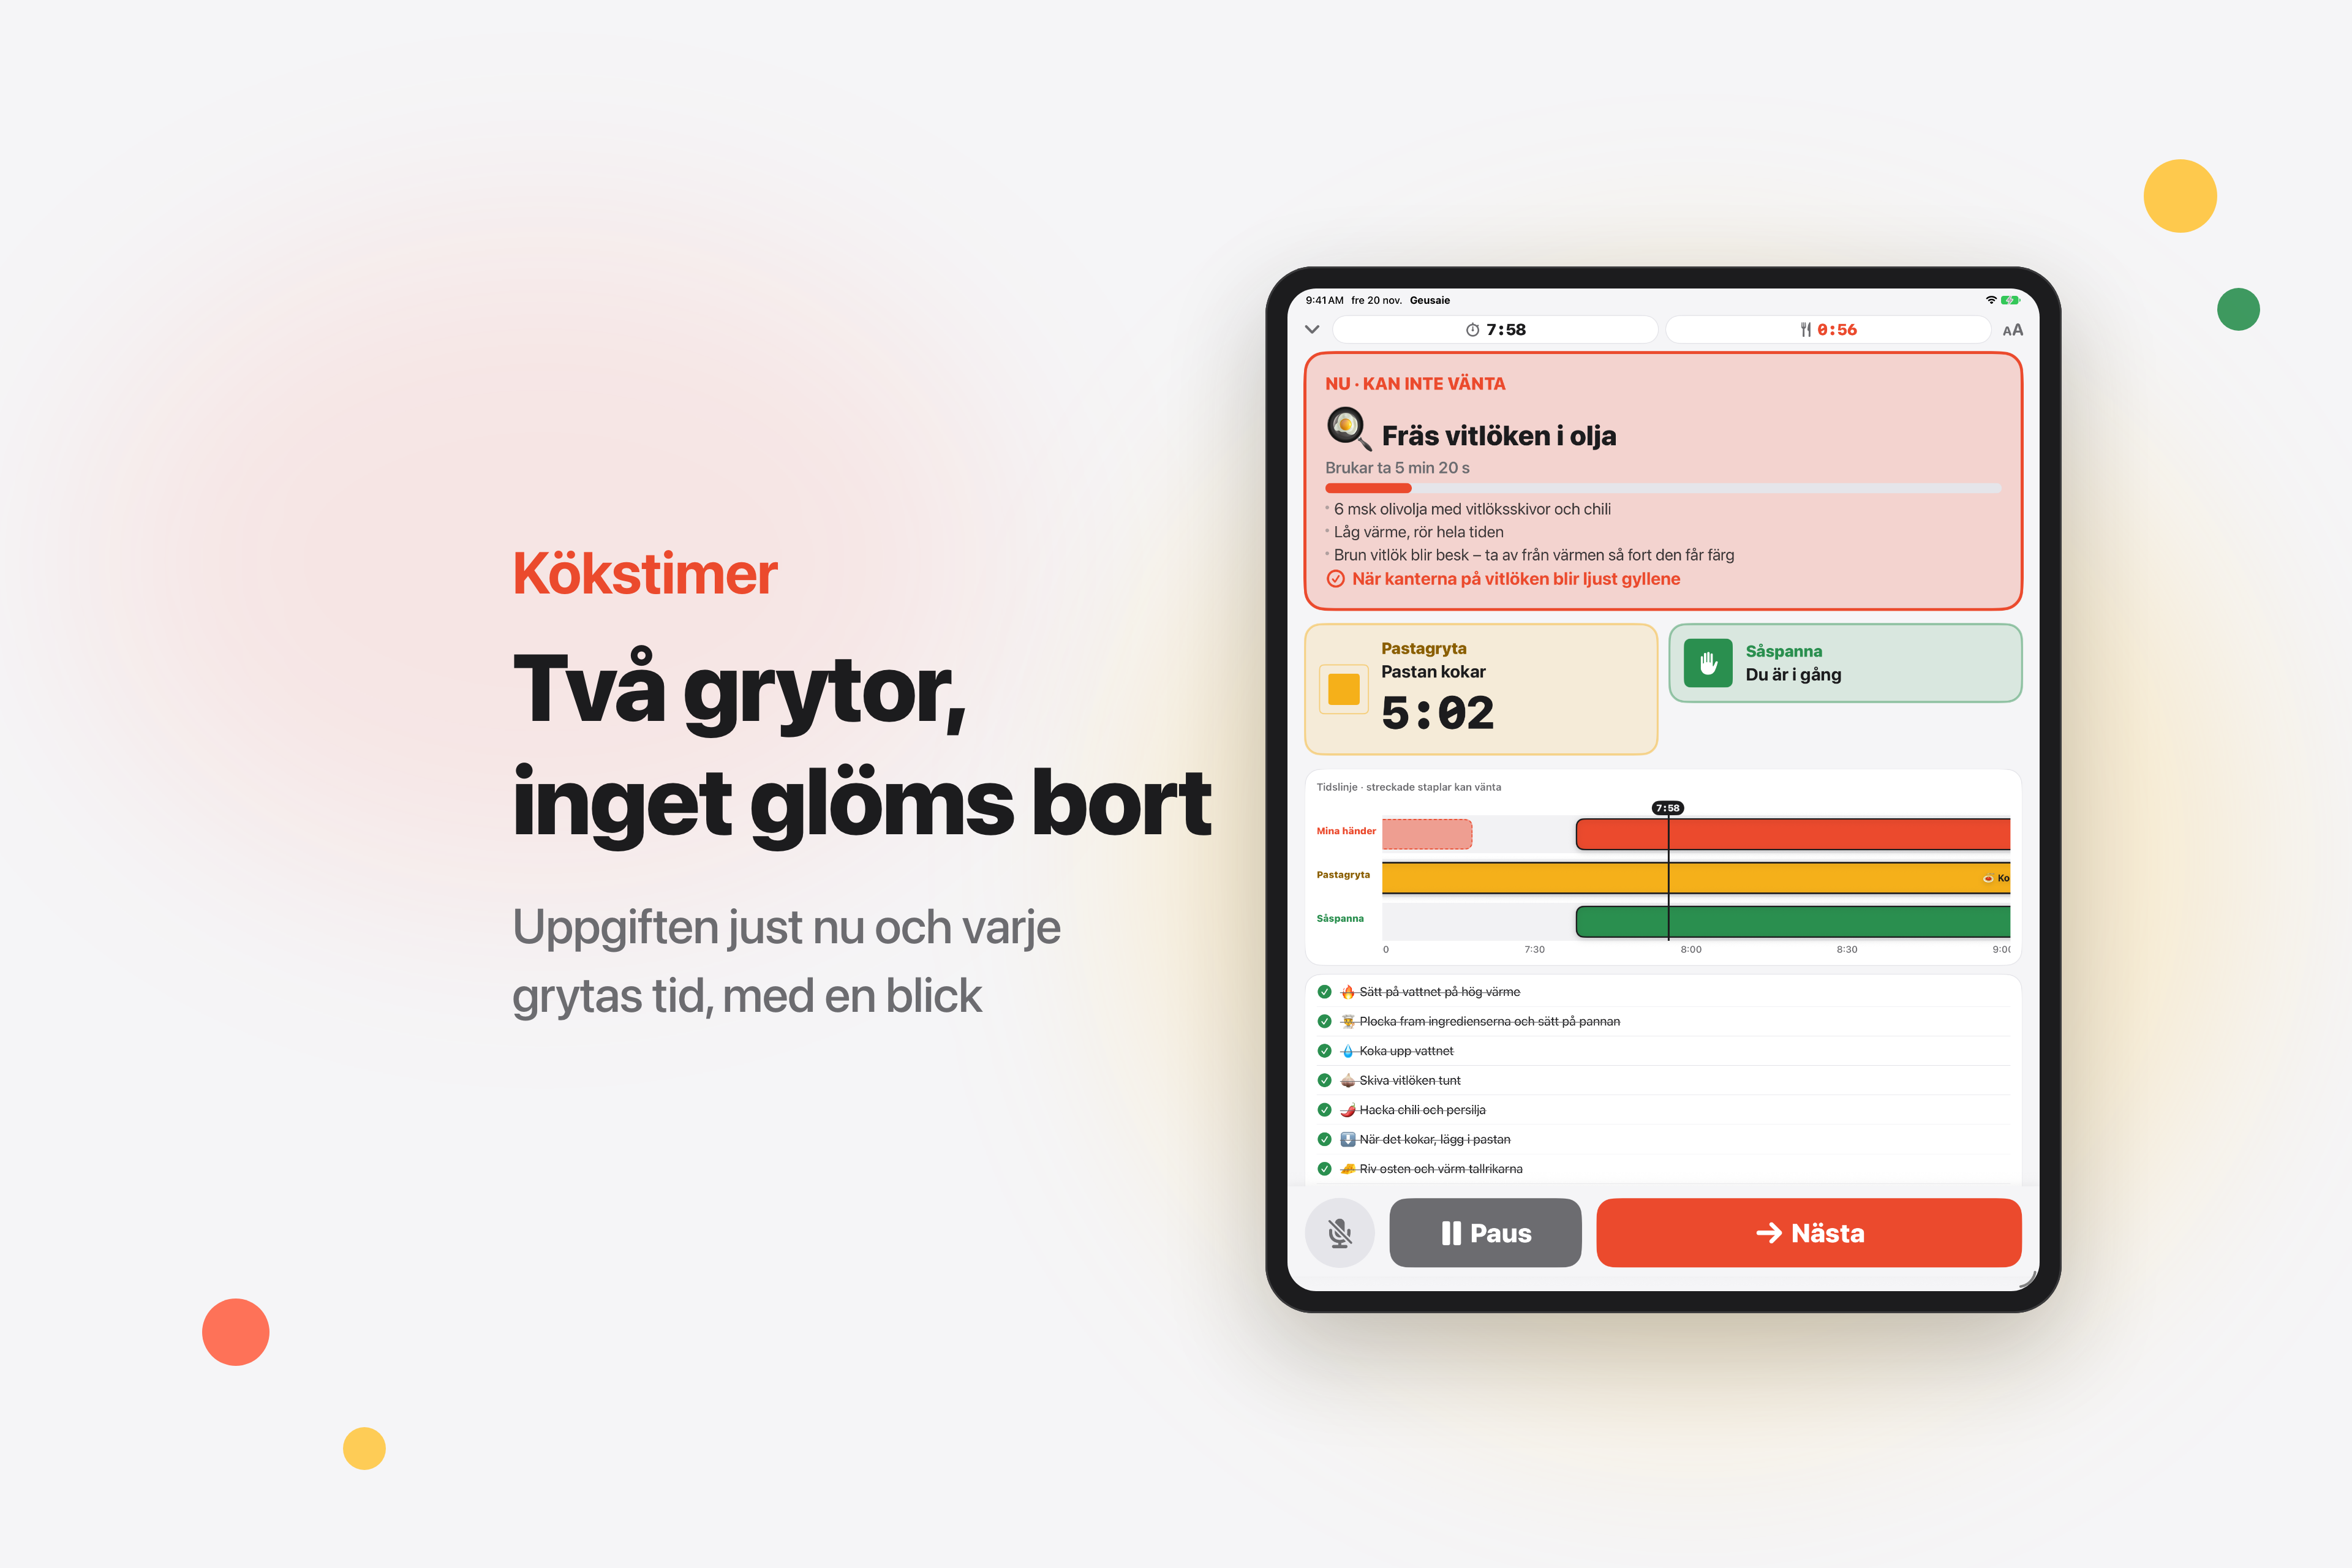 Kökstimer
Två grytor,
inget glöms bort
Uppgiften just nu och varje
grytas tid, med en blick
9:41 AM fre 20 nov. Geusaie
7:58
0:56
AA
NU · KAN INTE VÄNTA
Fräs vitlöken i olja
Brukar ta 5 min 20 s
6 msk olivolja med vitlöksskivor och chili
Låg värme, rör hela tiden
Brun vitlök blir besk – ta av från värmen så fort den får färg
När kanterna på vitlöken blir ljust gyllene
Pastagryta
Pastan kokar
5:02
Såspanna
Du är i gång
Tidslinje · streckade staplar kan vänta
7:58
Mina händer
Pastagryta
Ko
Såspanna
0 7:30 8:00 8:30 9:00
Sätt på vattnet på hög värme
Plocka fram ingredienserna och sätt på pannan
Koka upp vattnet
Skiva vitlöken tunt
Hacka chili och persilja
När det kokar, lägg i pastan
Riv osten och värm tallrikarna
Paus
Nästa